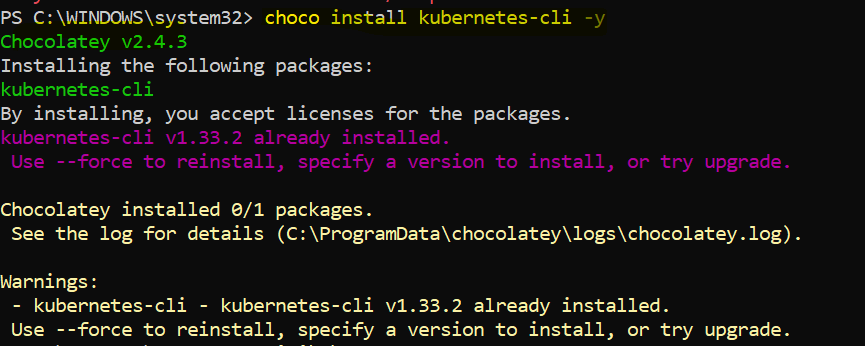 PS C:\WINDOWS\system32> choco install kubernetes-cli -y
Chocolatey v2.4.3
Installing the following packages:
kubernetes-cli
By installing, you accept licenses for the packages.
kubernetes-cli v1.33.2 already installed.
 Use --force to reinstall, specify a version to install, or try upgrade.

Chocolatey installed 0/1 packages.
 See the log for details (C:\ProgramData\chocolatey\logs\chocolatey.log).

Warnings:
 - kubernetes-cli - kubernetes-cli v1.33.2 already installed.
 Use --force to reinstall, specify a version to install, or try upgrade.